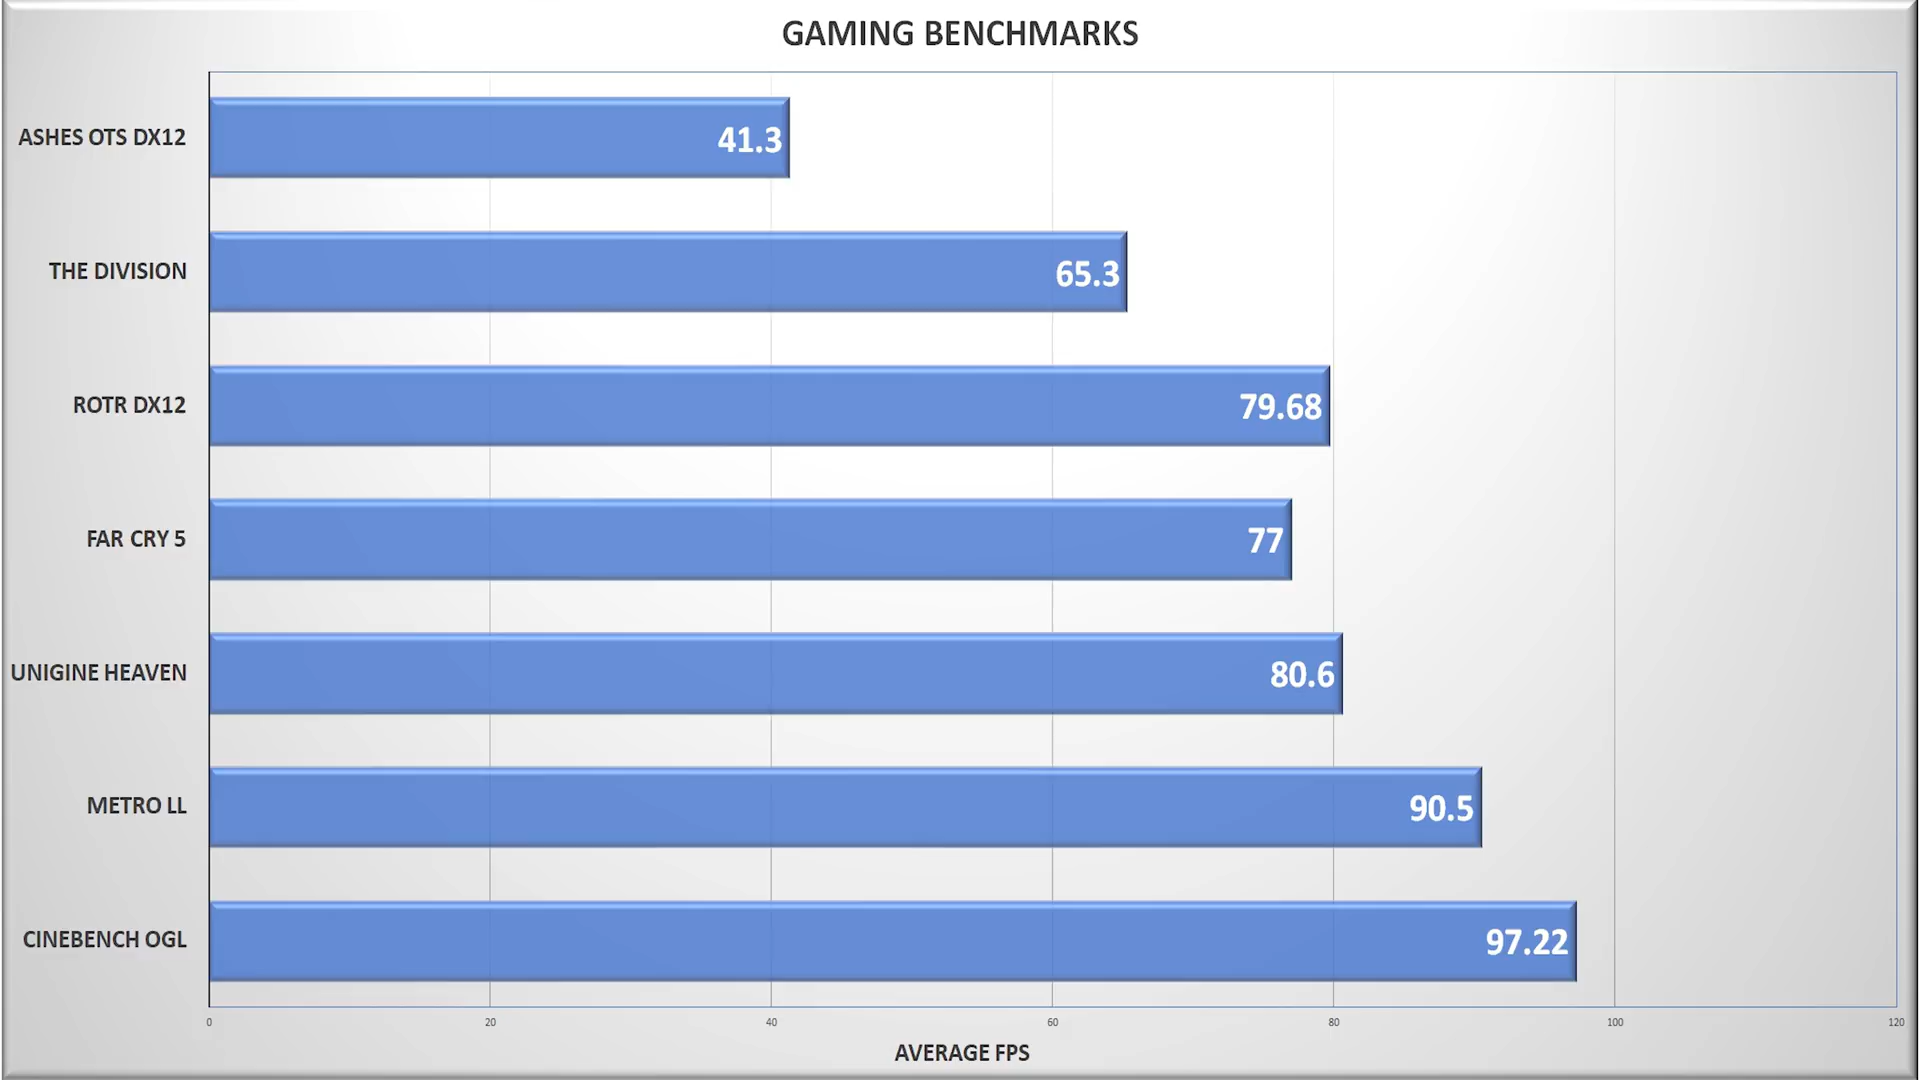 GAMING BENCHMARKS
ASHES OTS DX12 41.3
THE DIVISION 65.3
ROTR DX12 79.68
FAR CRY 5 77
UNIGINE HEAVEN 80.6
METRO LL 90.5
CINEBENCH OGL 97.22
0 20 40 60 80 100 120
AVERAGE FPS